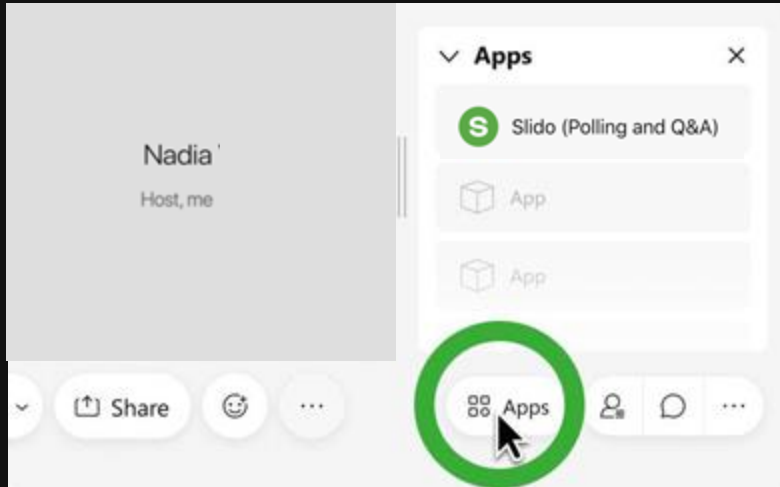 Nadia
Host, me
Apps
S
Slido (Polling and Q&A)
App
App
Share
Apps